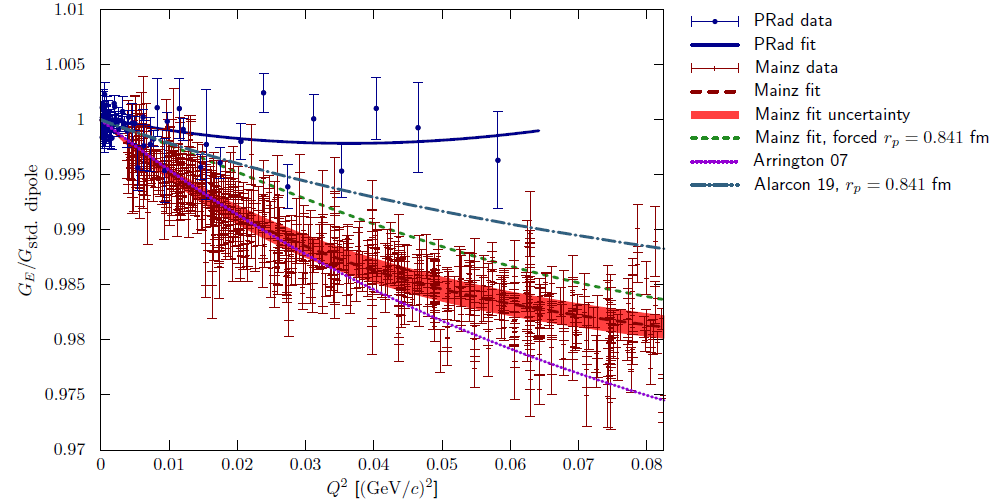 1.01
1.005
1
0.995
0.99
0.985
0.98
0.975
0.97
G_E/G_std. dipole
0 0.01 0.02 0.03 0.04 0.05 0.06 0.07 0.08
Q² [(GeV/c)²]
PRad data
PRad fit
Mainz data
Mainz fit
Mainz fit uncertainty
Mainz fit, forced r_p = 0.841 fm
Arrington 07
Alarcon 19, r_p = 0.841 fm